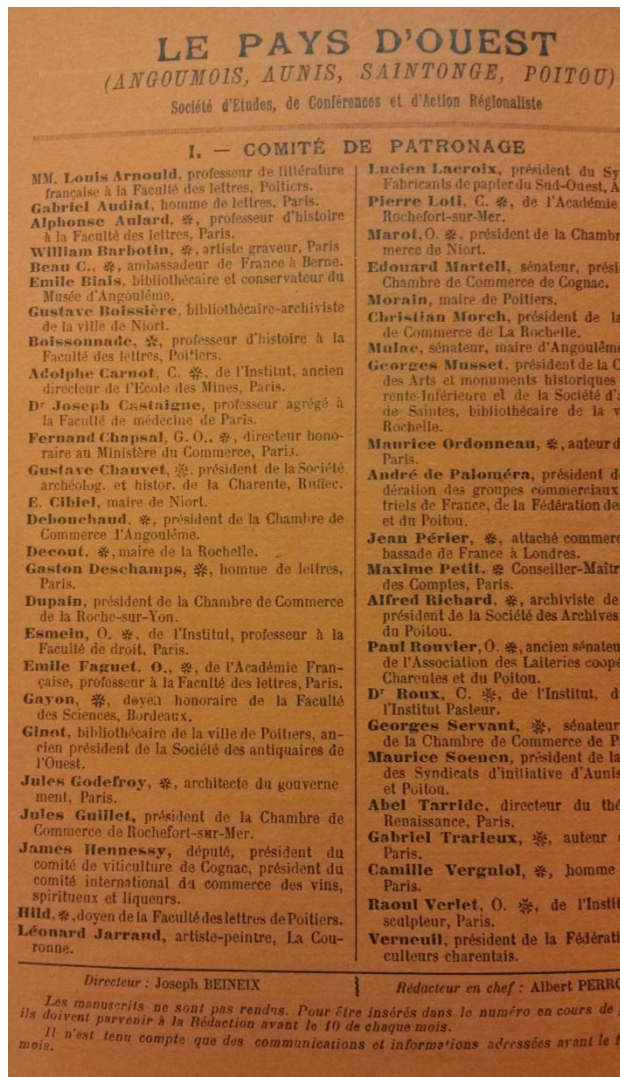 LE PAYS D'OUEST
(ANGOUMOIS, AUNIS, SAINTONGE, POITOU)
Société d'Etudes, de Conférences et d'Action Régionaliste
I. — COMITÉ DE PATRONAGE
MM. Louis Arnould, professeur de littérature
française à la Faculté des lettres, Poitiers.
Gabriel Audiat, homme de lettres, Paris.
Alphonse Aulard, ✽, professeur d'histoire
à la Faculté des lettres, Paris.
William Barbotin, ✽, artiste graveur, Paris
Beau C., ✽, ambassadeur de France à Berne.
Emile Biais, bibliothécaire et conservateur du
Musée d'Angoulême.
Gustave Boissière, bibliothécaire-archiviste
de la ville de Niort.
Boissonnade, ✽, professeur d'histoire à la
Faculté des lettres, Poitiers.
Adolphe Carnot, C. ✽, de l'Institut, ancien
directeur de l'Ecole des Mines, Paris.
Dr Joseph Castaigne, professeur agrégé à
la Faculté de médecine de Paris.
Fernand Chapsal, G. O., ✽, directeur hono-
raire au Ministère du Commerce, Paris.
Gustave Chauvet, ✽, président de la Société
archéolog. et histor. de la Charente, Ruffec.
E. Cibiel, maire de Niort.
Debouchaud, ✽, président de la Chambre de
Commerce l'Angoulême.
Decout, ✽, maire de la Rochelle.
Gaston Deschamps, ✽, homme de lettres,
Paris.
Dupain, président de la Chambre de Commerce
de la Roche-sur-Yon.
Esmein, O. ✽, de l'Institut, professeur à la
Faculté de droit, Paris.
Emile Faguet, O., ✽, de l'Académie Fran-
çaise, professeur à la Faculté des lettres, Paris.
Gayon, ✽, doyen honoraire de la Faculté
des Sciences, Bordeaux.
Ginot, bibliothécaire de la ville de Poitiers, an-
cien président de la Société des antiquaires de
l'Ouest.
Jules Godefroy, ✽, architecte du gouverne
ment, Paris.
Jules Guillet, président de la Chambre de
Commerce de Rochefort-sur-Mer.
James Hennessy, député, président du
comité de viticulture de Cognac, président du
comité international du commerce des vins,
spiritueux et liqueurs.
Hild, ✽, doyen de la Faculté des lettres de Poitiers.
Léonard Jarraud, artiste-peintre, La Cou-
ronne.
Lucien Lacroix, président du Sy
Fabricants de papier du Sud-Ouest, A
Pierre Loti, C. ✽, de l'Académie
Rochefort-sur-Mer.
Marot, O. ✽, président de la Chambr
merce de Niort.
Edouard Martell, sénateur, prési
Chambre de Commerce de Cognac.
Morain, maire de Poitiers.
Christian Morch, président de la
de Commerce de La Rochelle.
Mulac, sénateur, maire d'Angoulême
Georges Musset, président de la C
des Arts et monuments historiques
rente-Inférieure et de la Société d'a
de Saintes, bibliothécaire de la v
Rochelle.
Maurice Ordonneau, ✽, auteur d
Paris.
André de Paloméra, président d
dération des groupes commerciaux
triels de France, de la Fédération de
et du Poitou.
Jean Périer, ✽, attaché commerc
bassade de France à Londres.
Maxime Petit, ✽ Conseiller-Maîtr
des Comptes, Paris.
Alfred Richard, ✽, archiviste de
président de la Société des Archives
du Poitou.
Paul Rouvier, O. ✽, ancien sénateu
de l'Association des Laiteries coopé
Charentes et du Poitou.
Dr Roux, C. ✽, de l'Institut, d
l'Institut Pasteur.
Georges Servant, ✽, sénateur
de la Chambre de Commerce de P
Maurice Soenen, président de la
des Syndicats d'initiative d'Aunis
et Poitou.
Abel Tarride, directeur du thé
Renaissance, Paris.
Gabriel Trarieux, ✽, auteur
Paris.
Camille Vergniol, ✽, homme
Paris.
Raoul Verlet, O. ✽, de l'Instit
sculpteur, Paris.
Verneuil, président de la Fédérati
culteurs charentais.
Directeur : Joseph BEINEIX
Rédacteur en chef : Albert PERRO
Les manuscrits ne sont pas rendus. Pour être insérés dans le numéro en cours de
ils doivent parvenir à la Rédaction avant le 10 de chaque mois.
Il n'est tenu compte que des communications et informations adressées avant le
mois.